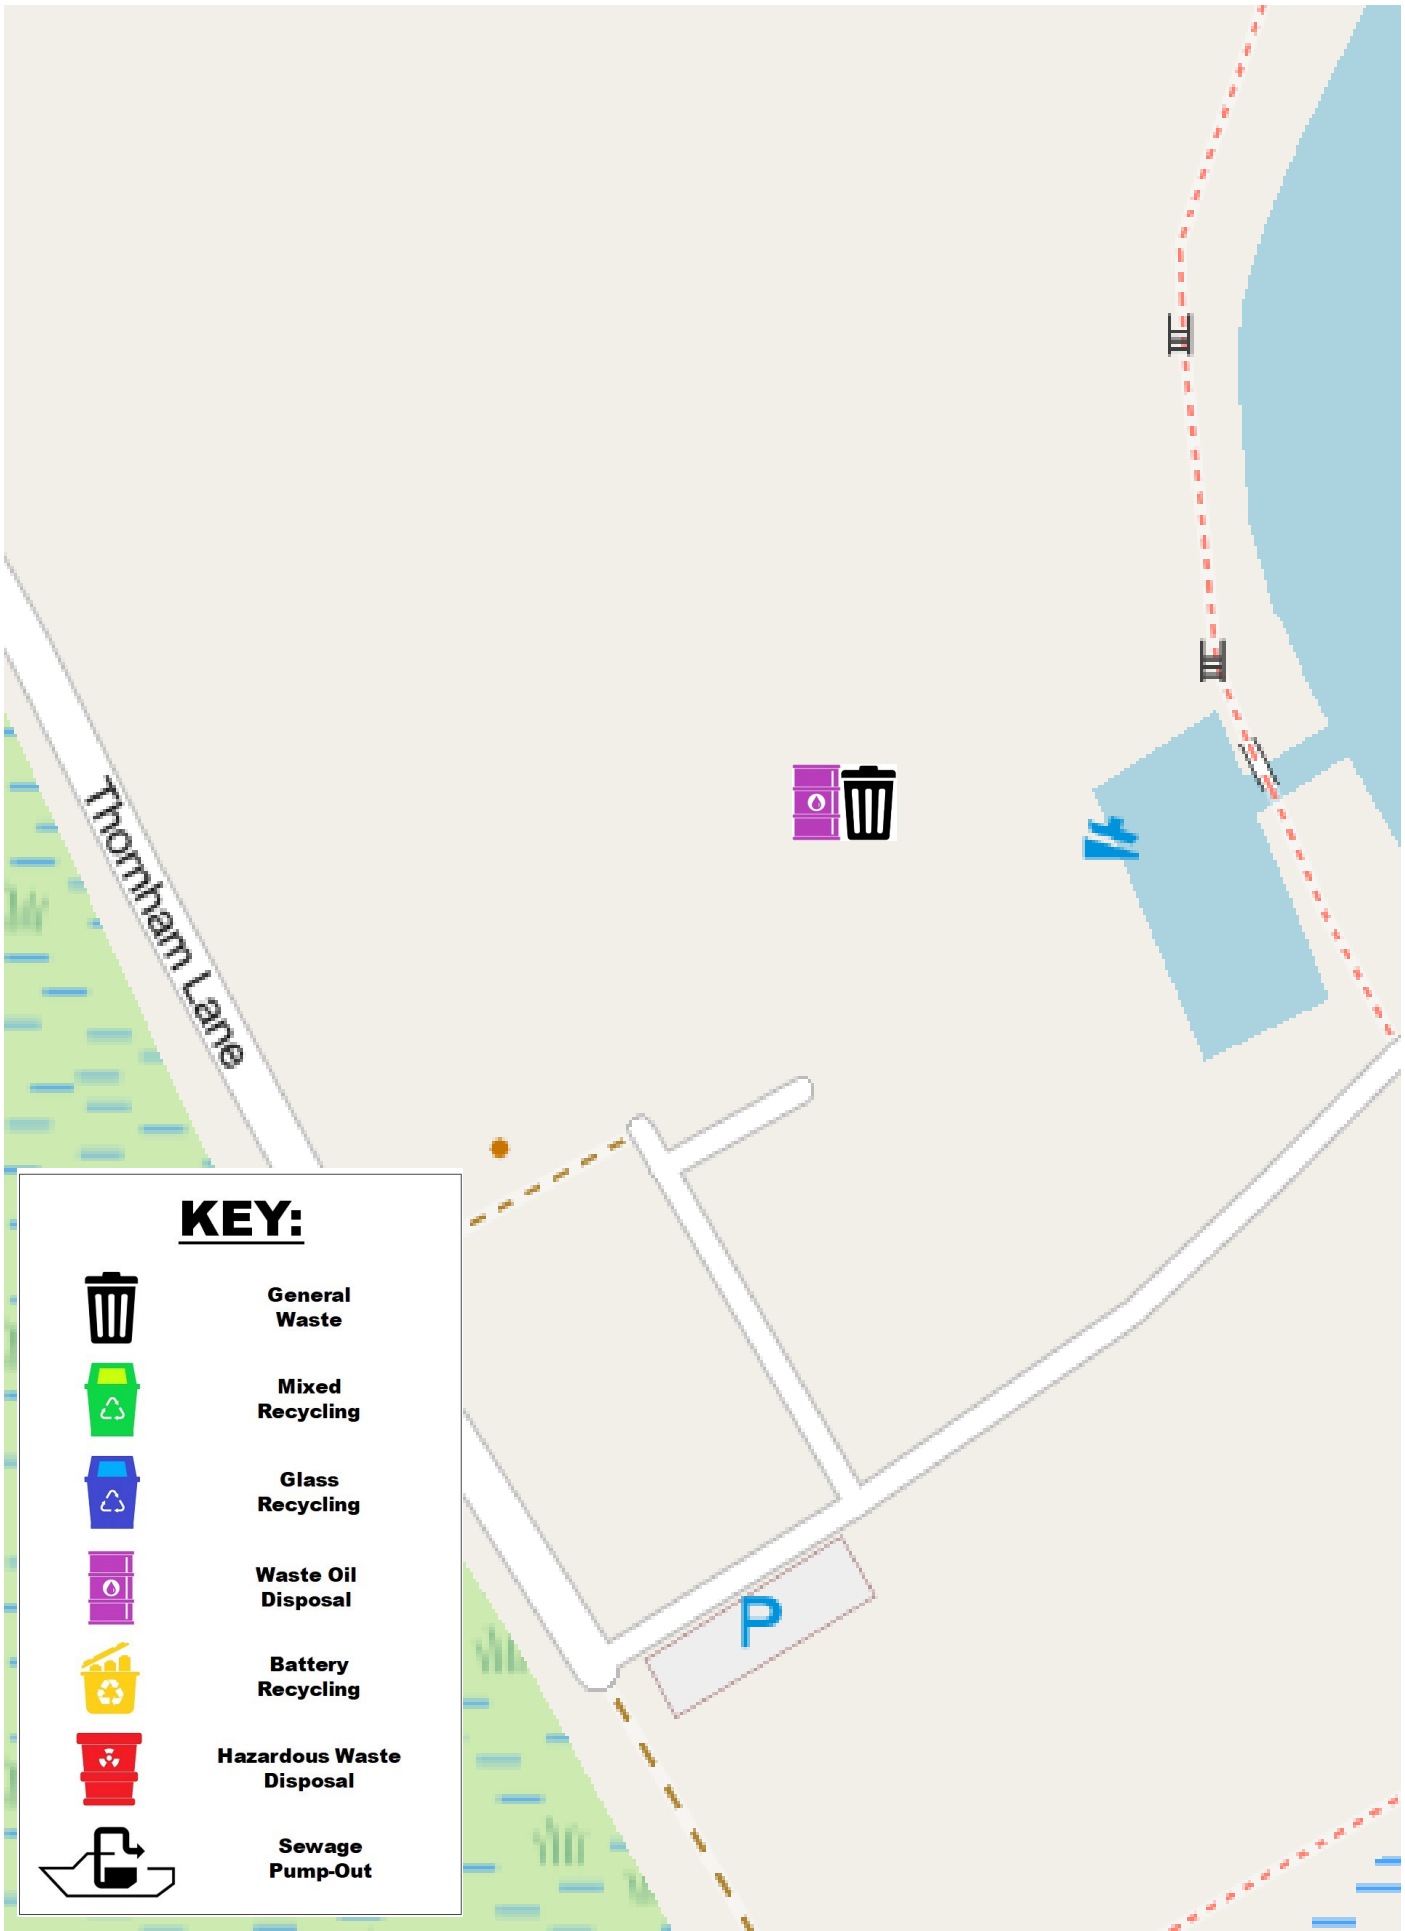 Thornham Lane
KEY:
General
Waste
Mixed
Recycling
Glass
Recycling
Waste Oil
Disposal
Battery
Recycling
Hazardous Waste
Disposal
Sewage
Pump-Out
P